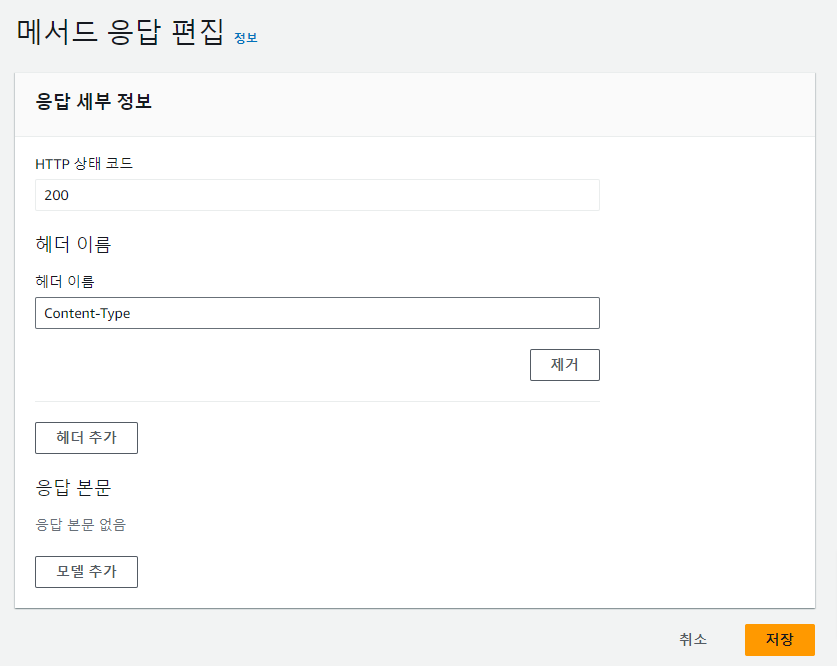 메서드 응답 편집 정보
응답 세부 정보
HTTP 상태 코드
200
헤더 이름
헤더 이름
Content-Type
제거
헤더 추가
응답 본문
응답 본문 없음
모델 추가
취소 저장